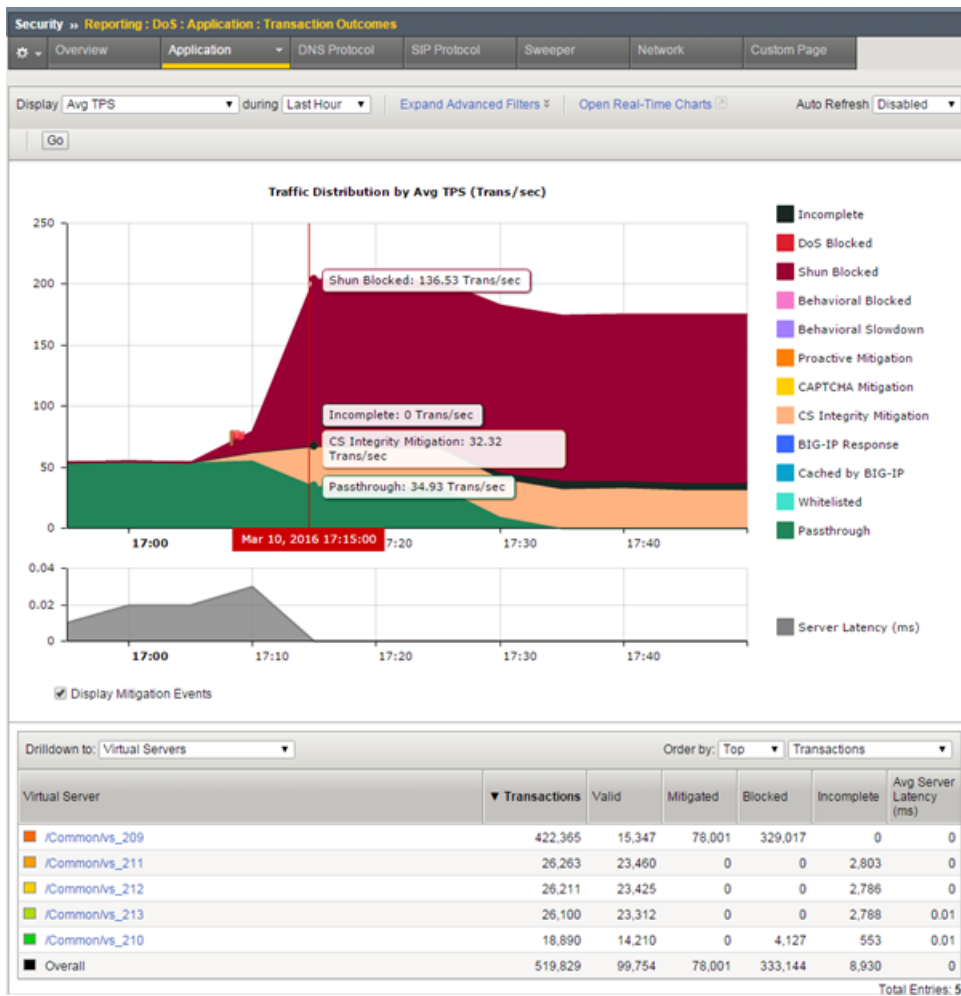 Security » Reporting : DoS : Application : Transaction Outcomes
Overview Application DNS Protocol SIP Protocol Sweeper Network Custom Page
Display Avg TPS during Last Hour Expand Advanced Filters Open Real-Time Charts Auto Refresh Disabled
Go
Traffic Distribution by Avg TPS (Trans/sec)
250
200
150
100
50
0
Shun Blocked: 136.53 Trans/sec
Incomplete: 0 Trans/sec
CS Integrity Mitigation: 32.32
Trans/sec
Passthrough: 34.93 Trans/sec
17:00 Mar 10, 2016 17:15:00 17:20 17:30 17:40
Incomplete
DoS Blocked
Shun Blocked
Behavioral Blocked
Behavioral Slowdown
Proactive Mitigation
CAPTCHA Mitigation
CS Integrity Mitigation
BIG-IP Response
Cached by BIG-IP
Whitelisted
Passthrough
0.04
0.02
0
17:00 17:10 17:20 17:30 17:40
Server Latency (ms)
Display Mitigation Events
Drilldown to: Virtual Servers Order by: Top Transactions
Virtual Server ▼ Transactions Valid Mitigated Blocked Incomplete Avg Server Latency (ms)
/Common/vs_209 422,365 15,347 78,001 329,017 0 0
/Common/vs_211 26,263 23,460 0 0 2,803 0
/Common/vs_212 26,211 23,425 0 0 2,786 0
/Common/vs_213 26,100 23,312 0 0 2,788 0.01
/Common/vs_210 18,890 14,210 0 4,127 553 0.01
Overall 519,829 99,754 78,001 333,144 8,930 0
Total Entries: 5